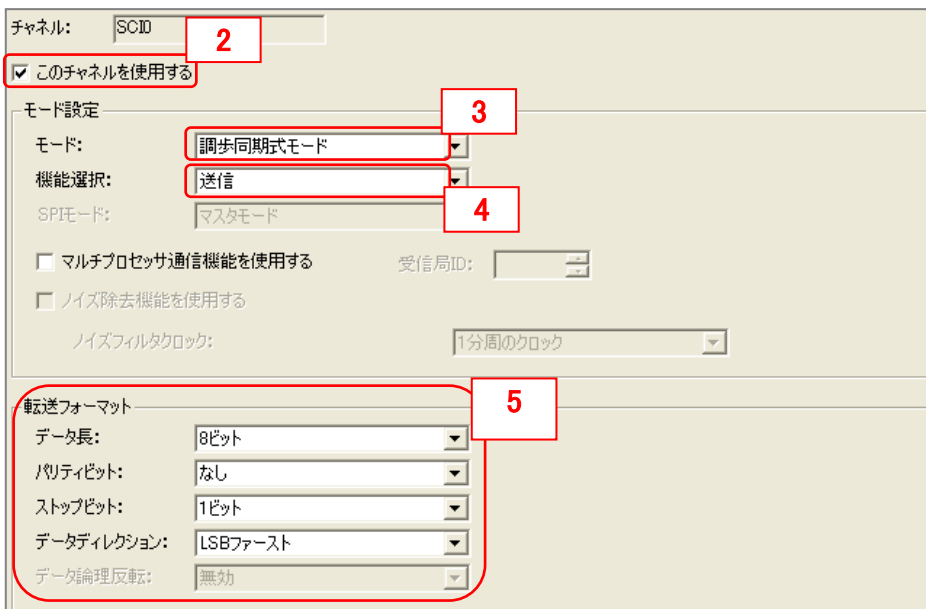 チャネル: SCI0
2
このチャネルを使用する
モード設定
3
モード: 調歩同期式モード
機能選択: 送信
4
SPIモード: マスタモード
マルチプロセッサ通信機能を使用する 受信局ID:
ノイズ除去機能を使用する
ノイズフィルタクロック: 1分周のクロック
5
転送フォーマット
データ長: 8ビット
パリティビット: なし
ストップビット: 1ビット
データディレクション: LSBファースト
データ論理反転: 無効